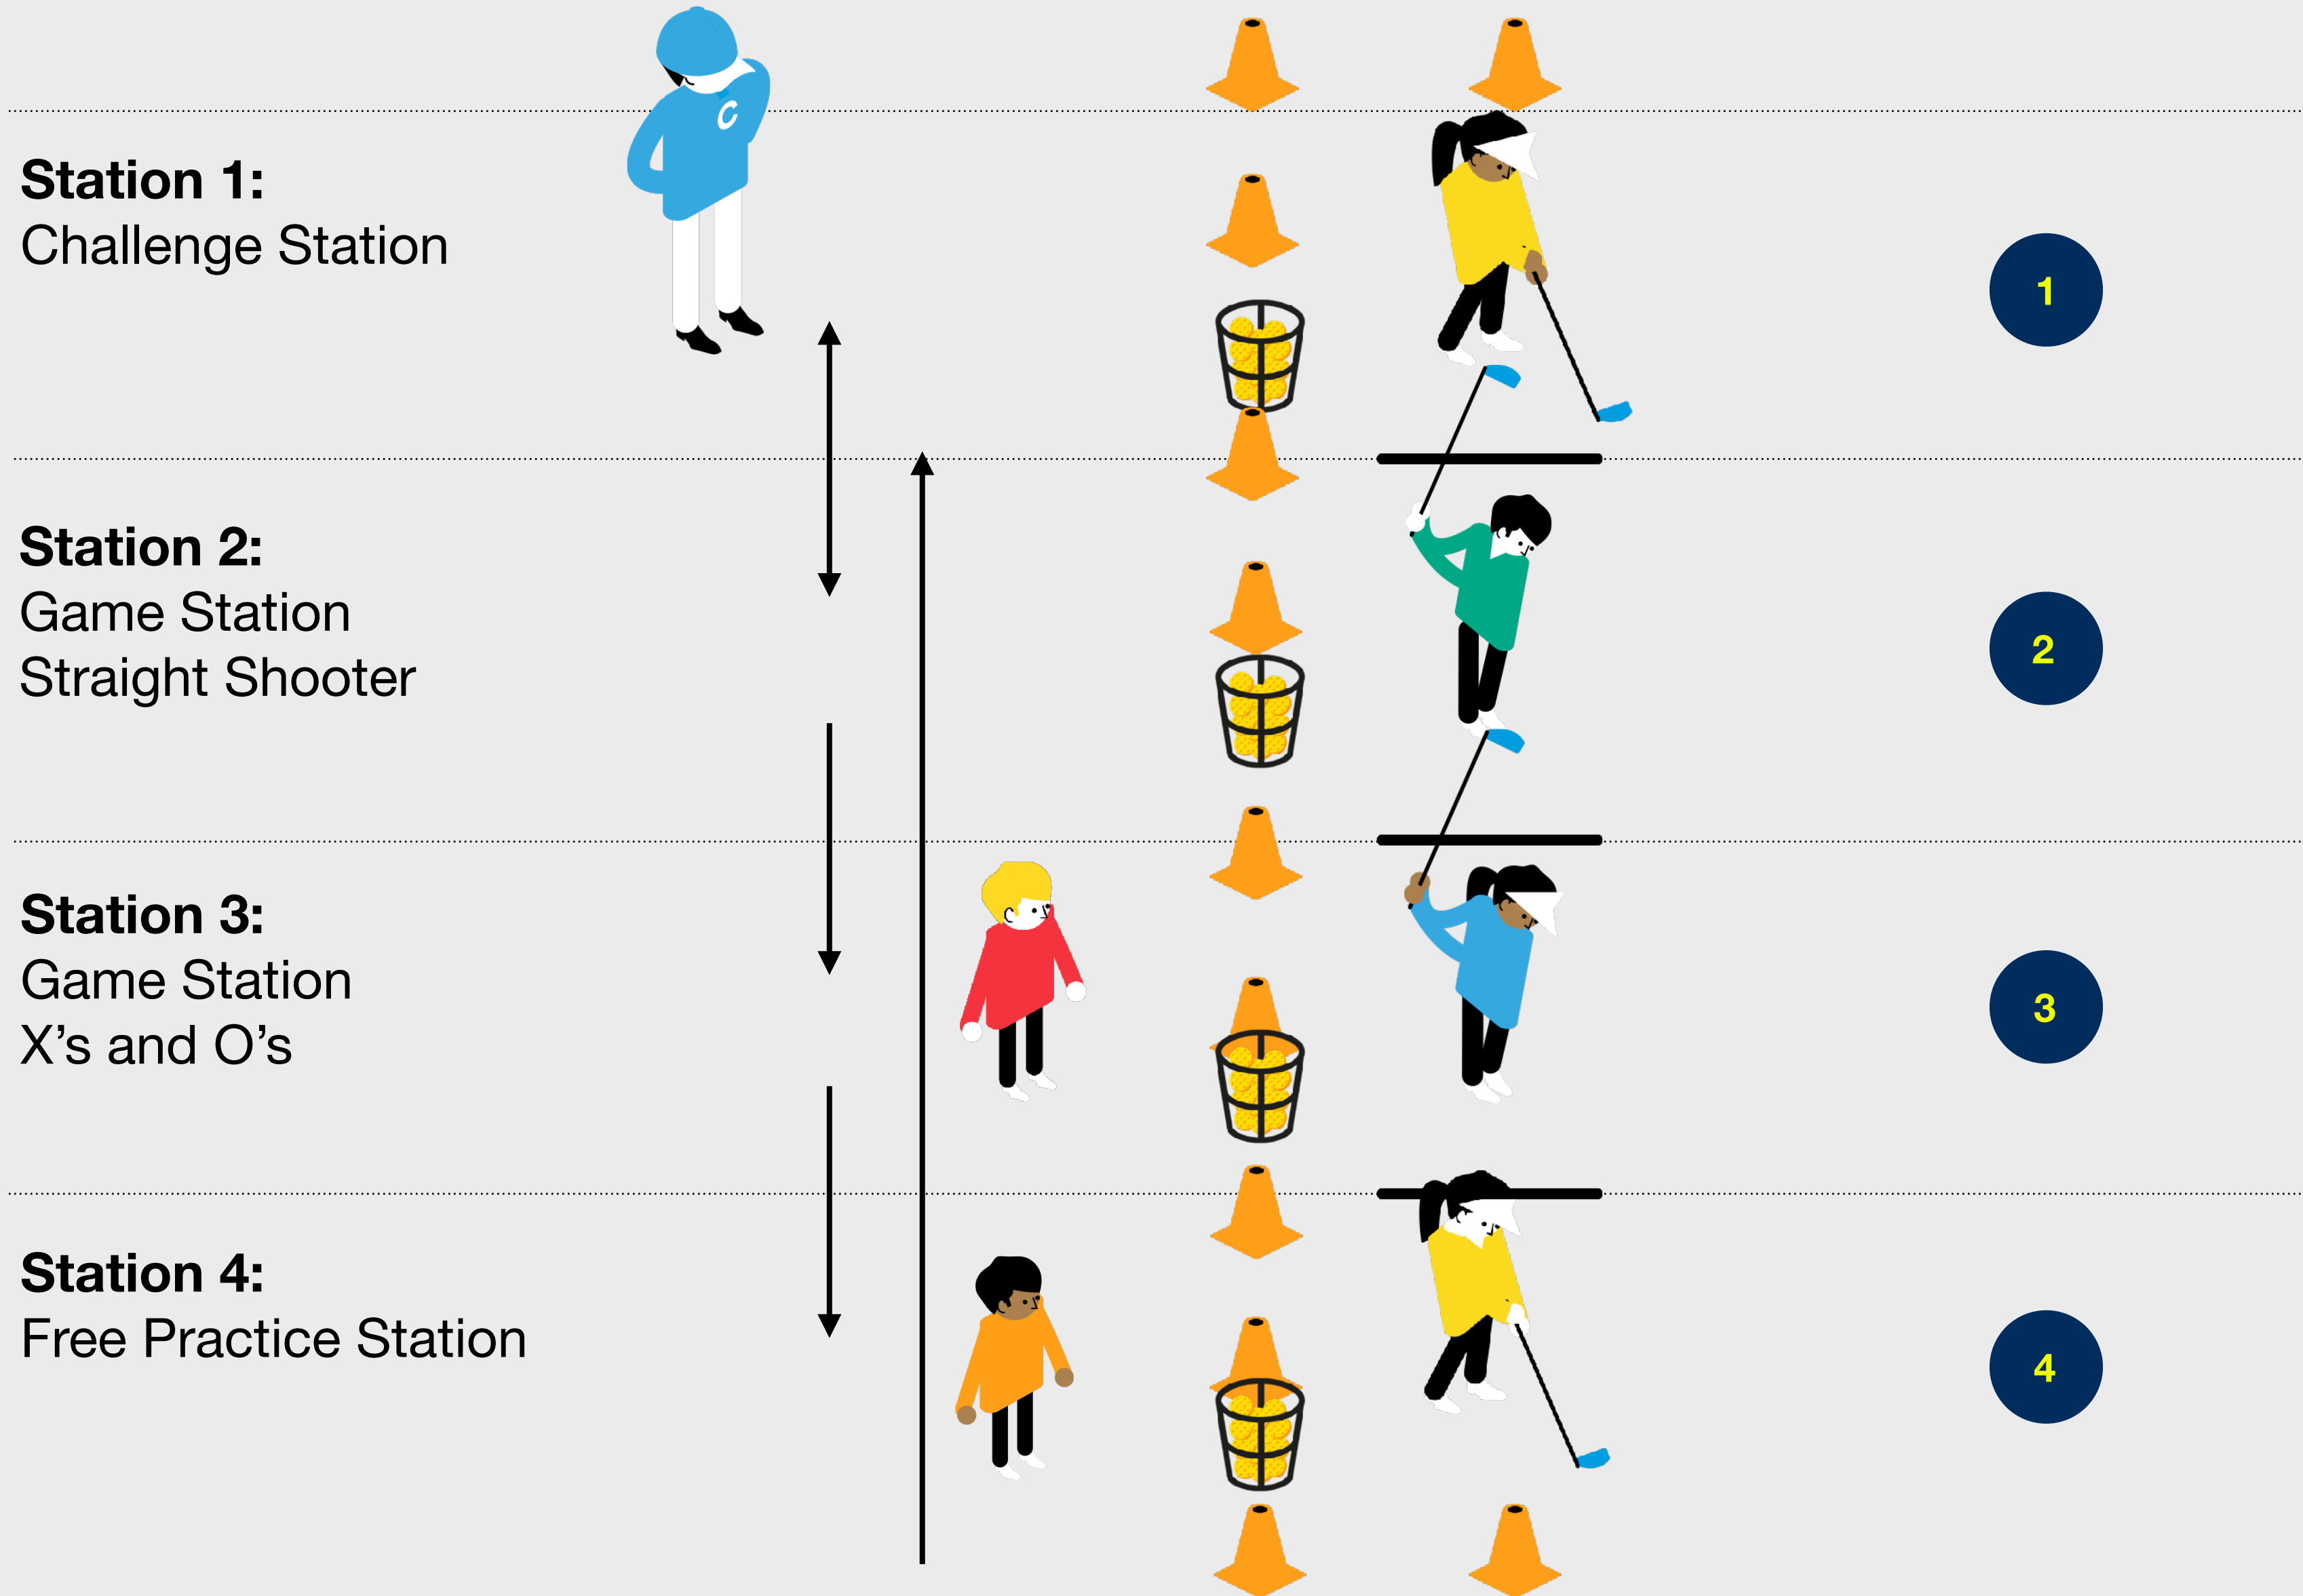 C
Station 1:
Challenge Station
1
Station 2:
Game Station
Straight Shooter
2
Station 3:
Game Station
X’s and O’s
3
Station 4:
Free Practice Station
4